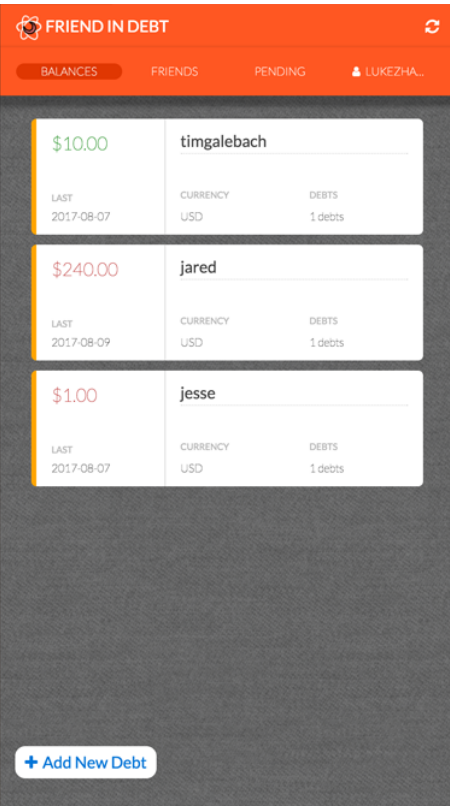 FRIEND IN DEBT
BALANCES FRIENDS PENDING LUKEZHA...
$10.00 timgalebach
LAST CURRENCY DEBTS
2017-08-07 USD 1 debts
$240.00 jared
LAST CURRENCY DEBTS
2017-08-09 USD 1 debts
$1.00 jesse
LAST CURRENCY DEBTS
2017-08-07 USD 1 debts
+ Add New Debt